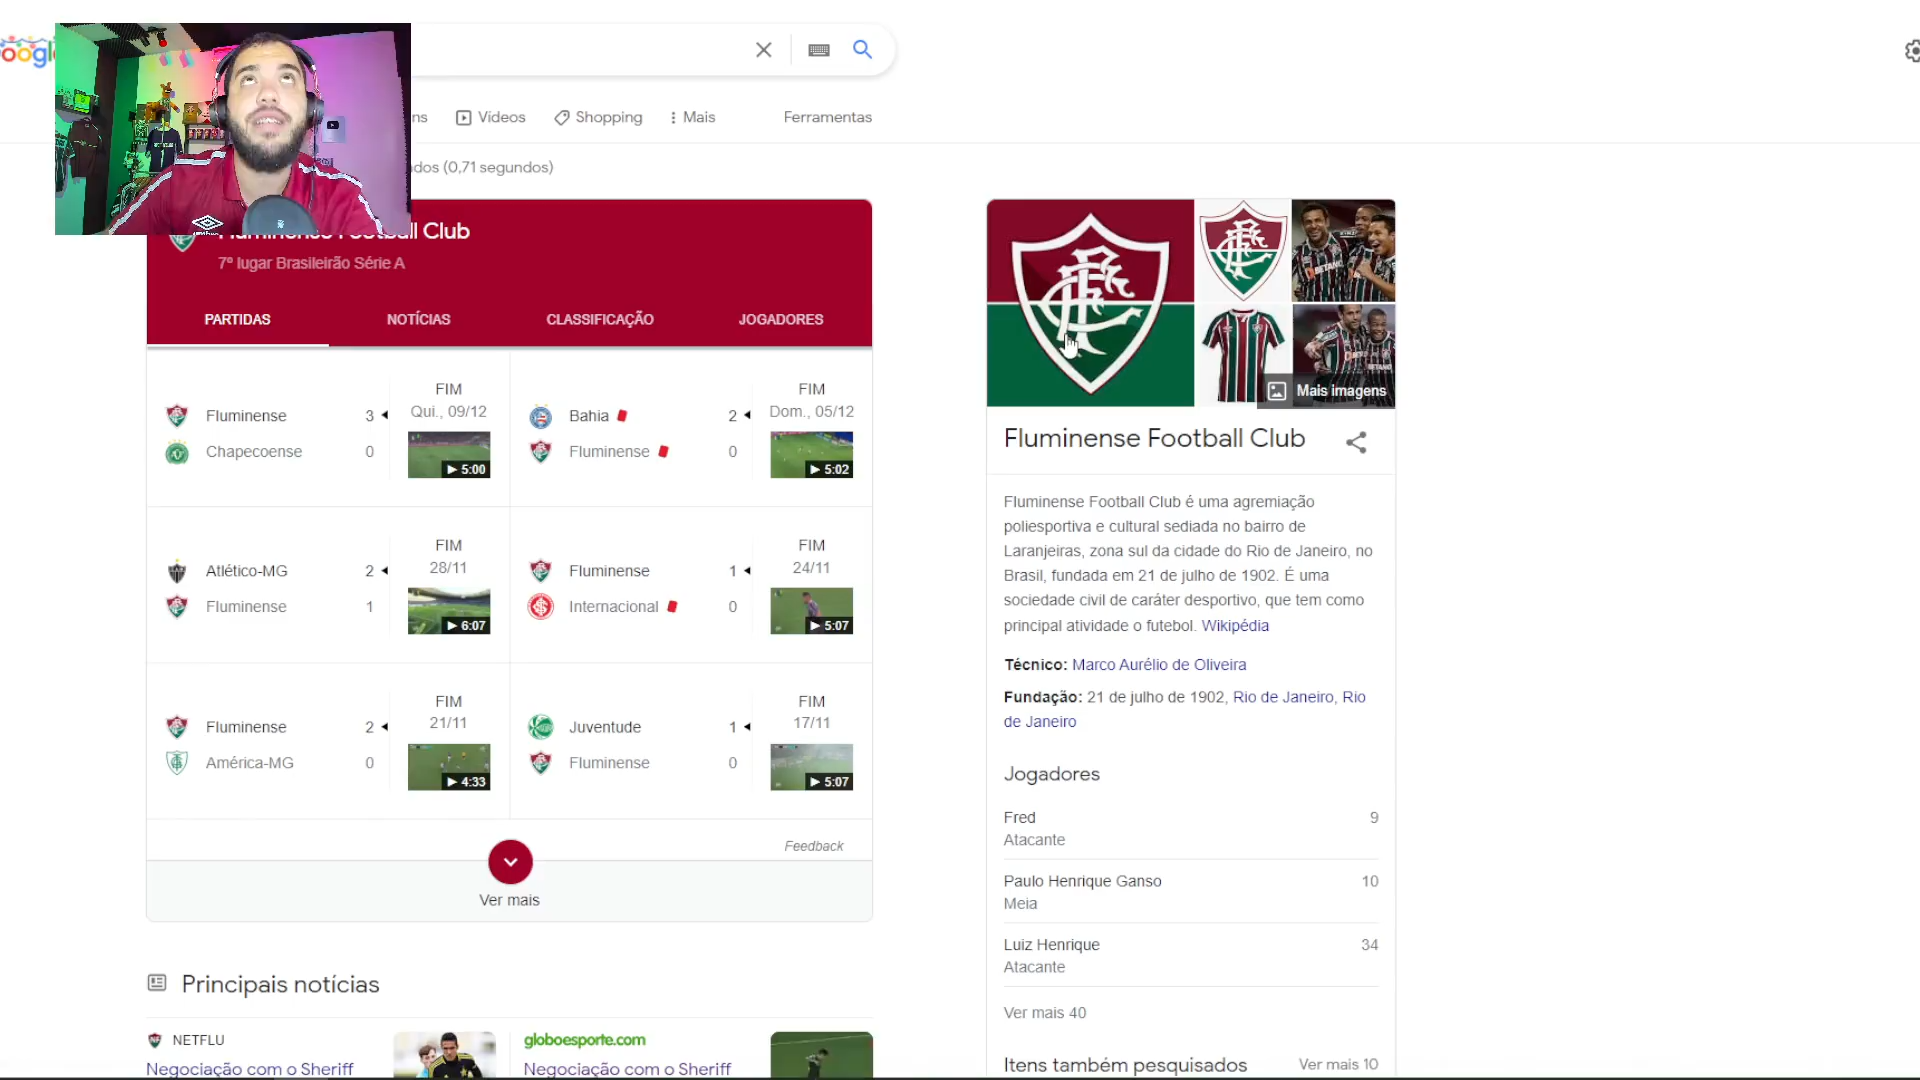 Videos
Shopping
Mais
Ferramentas
(0,71 segundos)
Club
7º lugar Brasileirão Série A
PARTIDAS
NOTÍCIAS
CLASSIFICAÇÃO
JOGADORES
Fluminense 3
Chapecoense 0
FIM
Qui., 09/12
5:00
Bahia 2
Fluminense 0
FIM
Dom., 05/12
5:02
Atlético-MG 2
Fluminense 1
FIM
28/11
6:07
Fluminense 1
Internacional 0
FIM
24/11
5:07
Fluminense 2
América-MG 0
FIM
21/11
4:33
Juventude 1
Fluminense 0
FIM
17/11
5:07
Feedback
Ver mais
Principais notícias
NETFLU
Negociação com o Sheriff
globoesporte.com
Negociação com o Sheriff
Mais imagens
Fluminense Football Club
Fluminense Football Club é uma agremiação
poliesportiva e cultural sediada no bairro de
Laranjeiras, zona sul da cidade do Rio de Janeiro, no
Brasil, fundada em 21 de julho de 1902. É uma
sociedade civil de caráter desportivo, que tem como
principal atividade o futebol. Wikipédia
Técnico: Marco Aurélio de Oliveira
Fundação: 21 de julho de 1902, Rio de Janeiro, Rio
de Janeiro
Jogadores
Fred 9
Atacante
Paulo Henrique Ganso 10
Meia
Luiz Henrique 34
Atacante
Ver mais 40
Itens também pesquisados
Ver mais 10